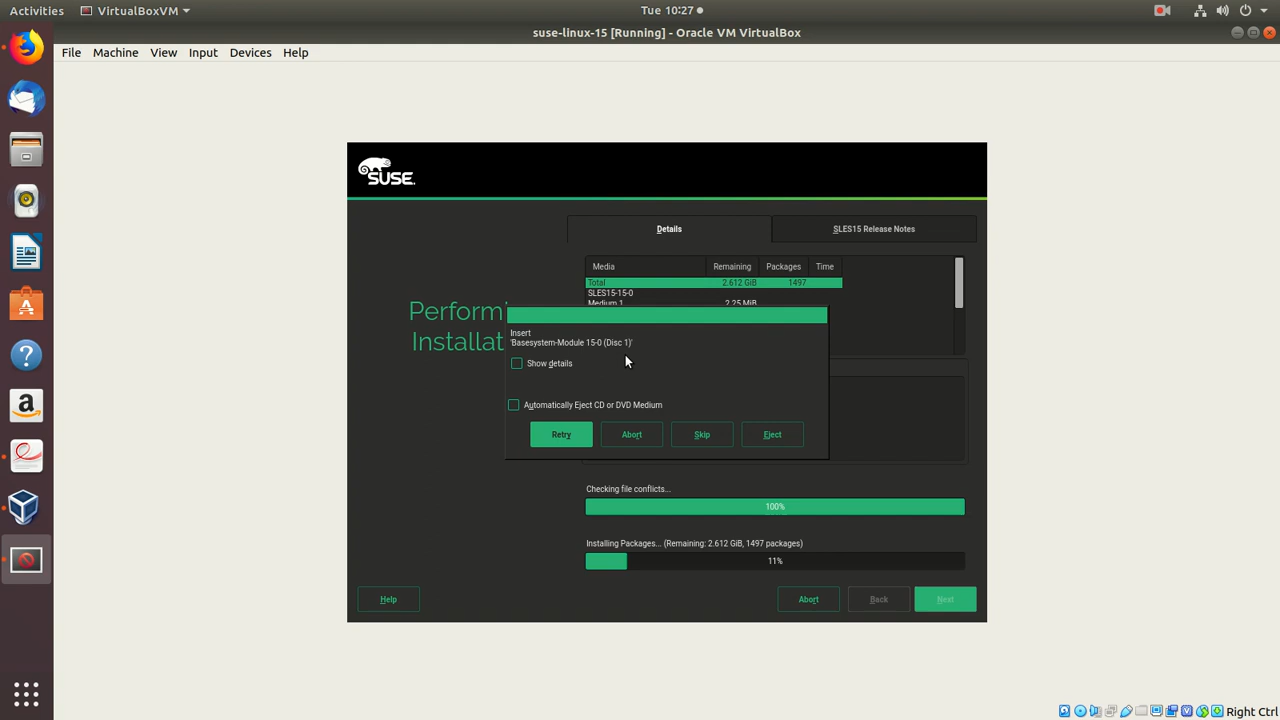 Activities
VirtualBoxVM
Tue 10:27
suse-linux-15 [Running] - Oracle VM VirtualBox
File Machine View Input Devices Help
SUSE.
Details
SLES15 Release Notes
Media Remaining Packages Time
Total 2.612 GiB 1497
SLES15-15-0
Medium 1 2.25 MiB
Perform
Installat
Insert
'Basesystem-Module 15-0 (Disc 1)'
Show details
Automatically Eject CD or DVD Medium
Retry Abort Skip Eject
Checking file conflicts...
100%
Installing Packages... (Remaining: 2.612 GiB, 1497 packages)
11%
Help Abort Back Next
Right Ctrl